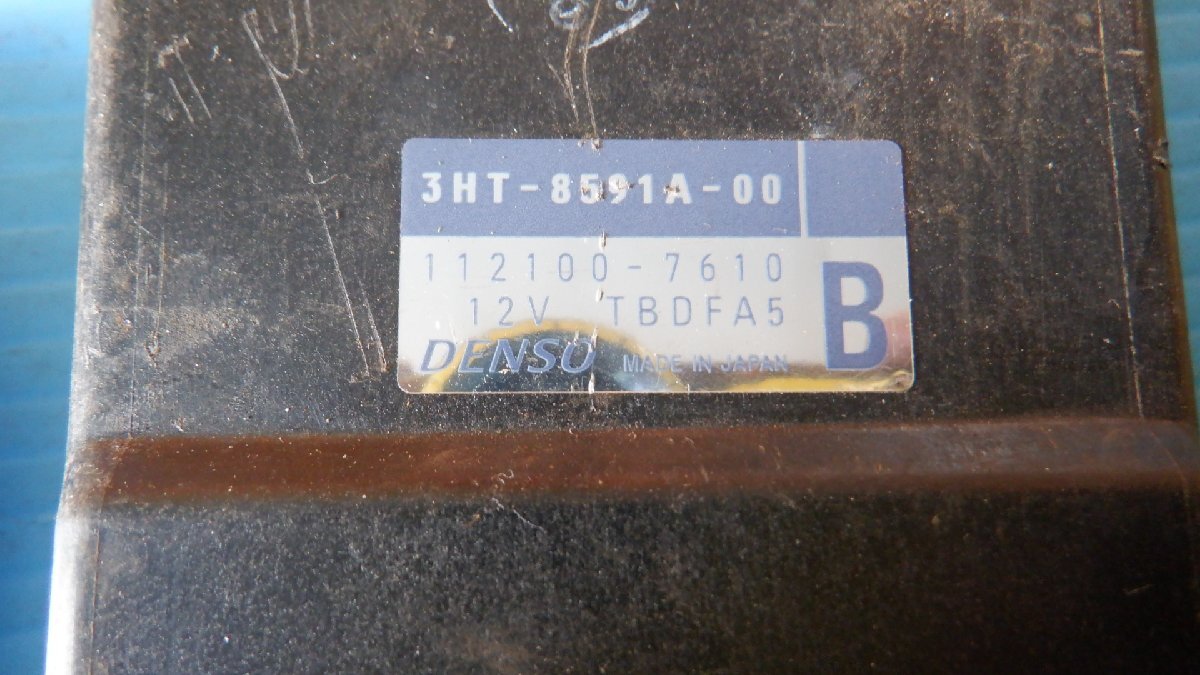 3HT-8591A-00
112100-7610
12V TBDFA5
B
DENSO MADE IN JAPAN